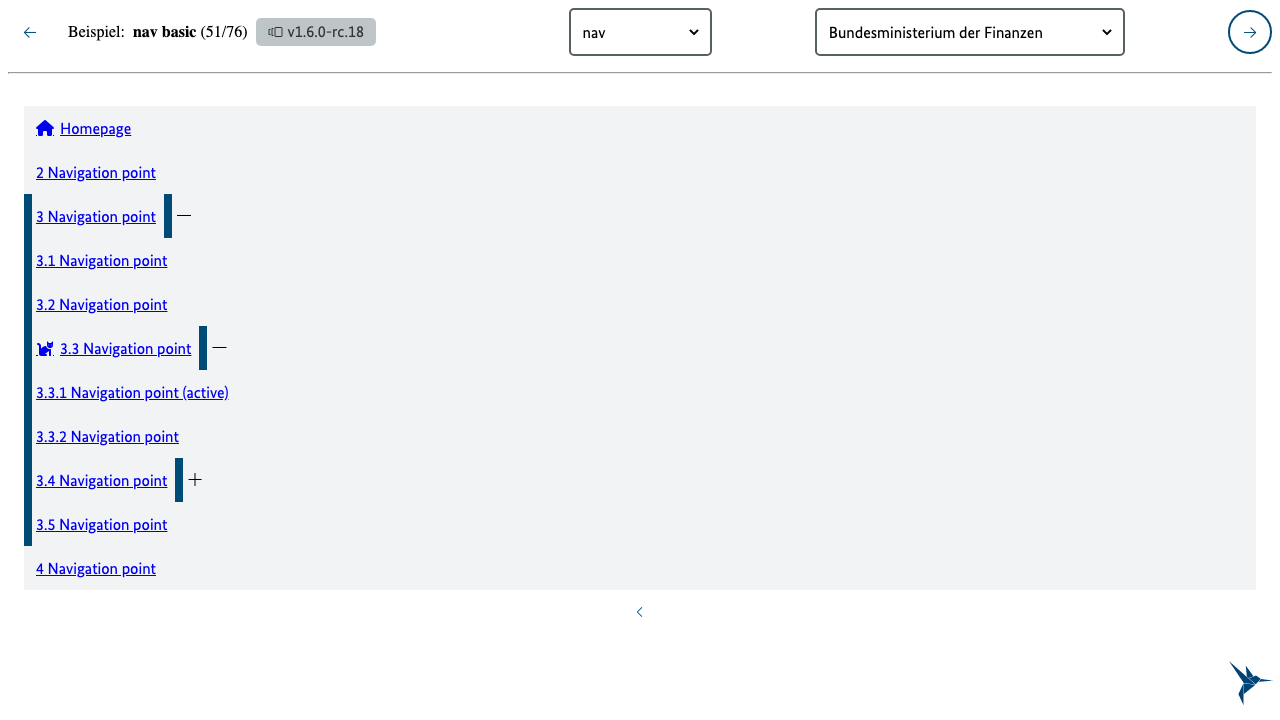 Beispiel: nav basic (51/76) v1.6.0-rc.18 nav Bundesministerium der Finanzen
Homepage
2 Navigation point
3 Navigation point
3.1 Navigation point
3.2 Navigation point
3.3 Navigation point
3.3.1 Navigation point (active)
3.3.2 Navigation point
3.4 Navigation point
3.5 Navigation point
4 Navigation point